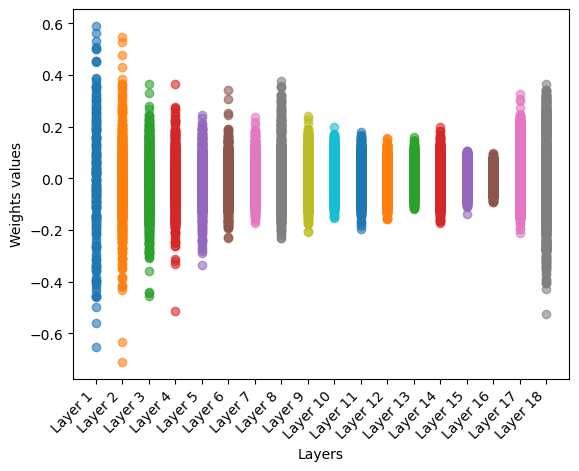 0.6
0.4
0.2
0.0
−0.2
−0.4
−0.6
Weights values
Layer 1
Layer 2
Layer 3
Layer 4
Layer 5
Layer 6
Layer 7
Layer 8
Layer 9
Layer 10
Layer 11
Layer 12
Layer 13
Layer 14
Layer 15
Layer 16
Layer 17
Layer 18
Layers